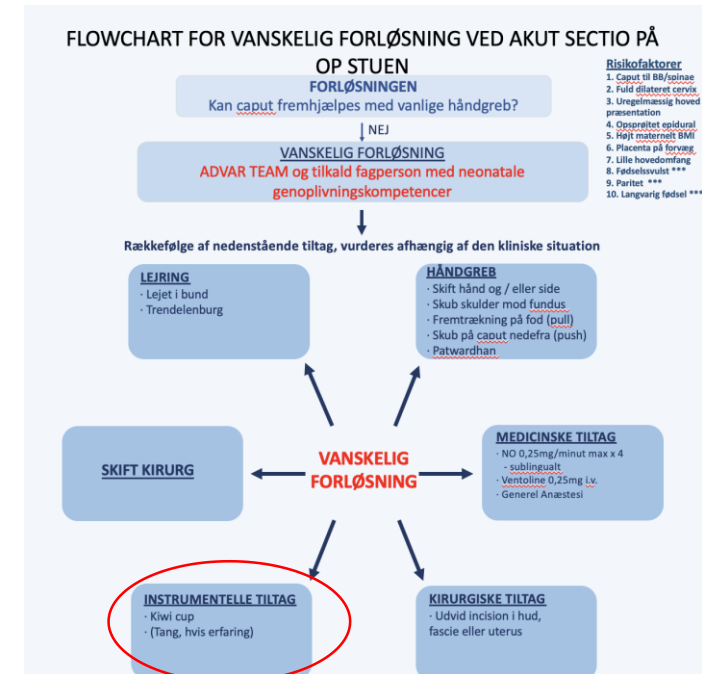 FLOWCHART FOR VANSKELIG FORLØSNING VED AKUT SECTIO PÅ
OP STUEN
FORLØSNINGEN
Kan caput fremhjælpes med vanlige håndgreb?
NEJ
VANSKELIG FORLØSNING
ADVAR TEAM og tilkald fagperson med neonatale
genoplivningskompetencer
Risikofaktorer
1. Caput til BB/spinae
2. Fuld dilateret cervix
3. Uregelmæssig hoved
præsentation
4. Opsprøjtet epidural
5. Højt maternelt BMI
6. Placenta på forvæg
7. Lille hovedomfang
8. Fødselssvulst ***
9. Paritet ***
10. Langvarig fødsel ***
Rækkefølge af nedenstående tiltag, vurderes afhængig af den kliniske situation
LEJRING
· Lejet i bund
· Trendelenburg
HÅNDGREB
· Skift hånd og / eller side
· Skub skulder mod fundus
· Fremtrækning på fod (pull)
· Skub på caput nedefra (push)
· Patwardhan
SKIFT KIRURG
VANSKELIG
FORLØSNING
MEDICINSKE TILTAG
· NO 0,25mg/minut max x 4
- sublingualt
· Ventoline 0,25mg i.v.
· Generel Anæstesi
INSTRUMENTELLE TILTAG
· Kiwi cup
· (Tang, hvis erfaring)
KIRURGISKE TILTAG
· Udvid incision i hud,
fascie eller uterus